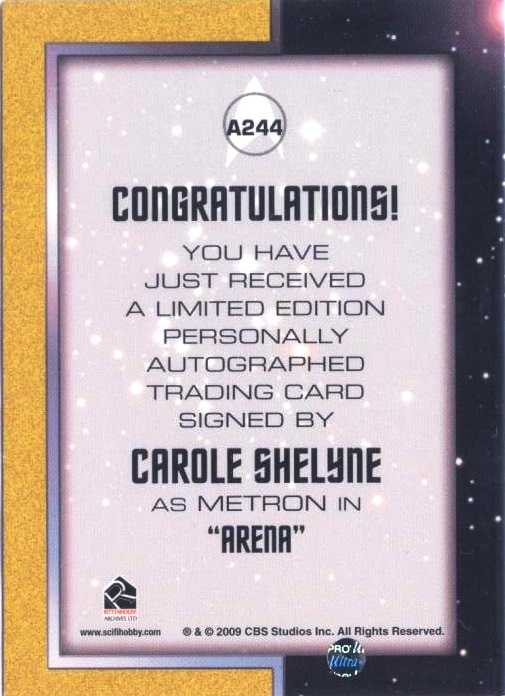 A244
CONGRATULATIONS!
YOU HAVE
JUST RECEIVED
A LIMITED EDITION
PERSONALLY
AUTOGRAPHED
TRADING CARD
SIGNED BY
CAROLE SHELYNE
AS METRON IN
“ARENA”
RITTENHOUSE
ARCHIVES LTD
www.scifihobby.com ® & © 2009 CBS Studios Inc. All Rights Reserved.
PRO
Ultra